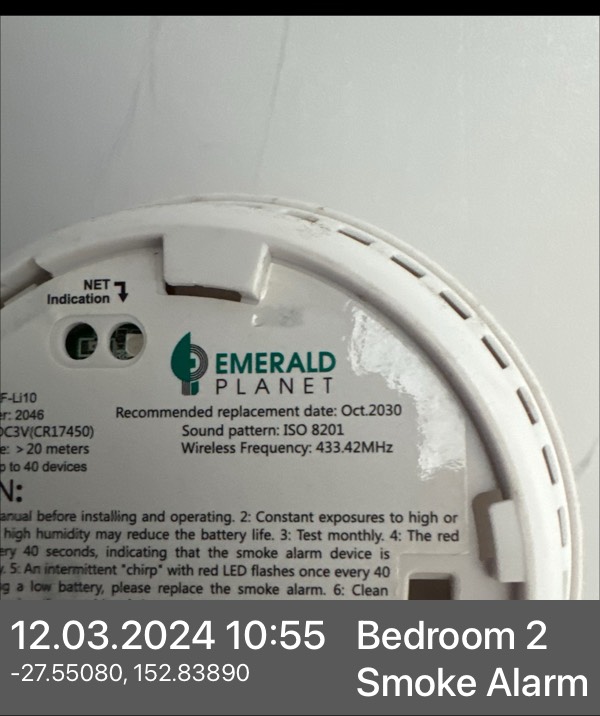 NET
Indication
EMERALD
PLANET
F-Li10
Recommended replacement date: Oct.2030
er: 2046
Sound pattern: ISO 8201
DC3V(CR17450)
Wireless Frequency: 433.42MHz
e: > 20 meters
p to 40 devices
N:
anual before installing and operating. 2: Constant exposures to high or
high humidity may reduce the battery life. 3: Test monthly. 4: The red
ery 40 seconds, indicating that the smoke alarm device is
. 5: An intermittent "chirp" with red LED flashes once every 40
g a low battery, please replace the smoke alarm. 6: Clean
12.03.2024 10:55
-27.55080, 152.83890
Bedroom 2
Smoke Alarm